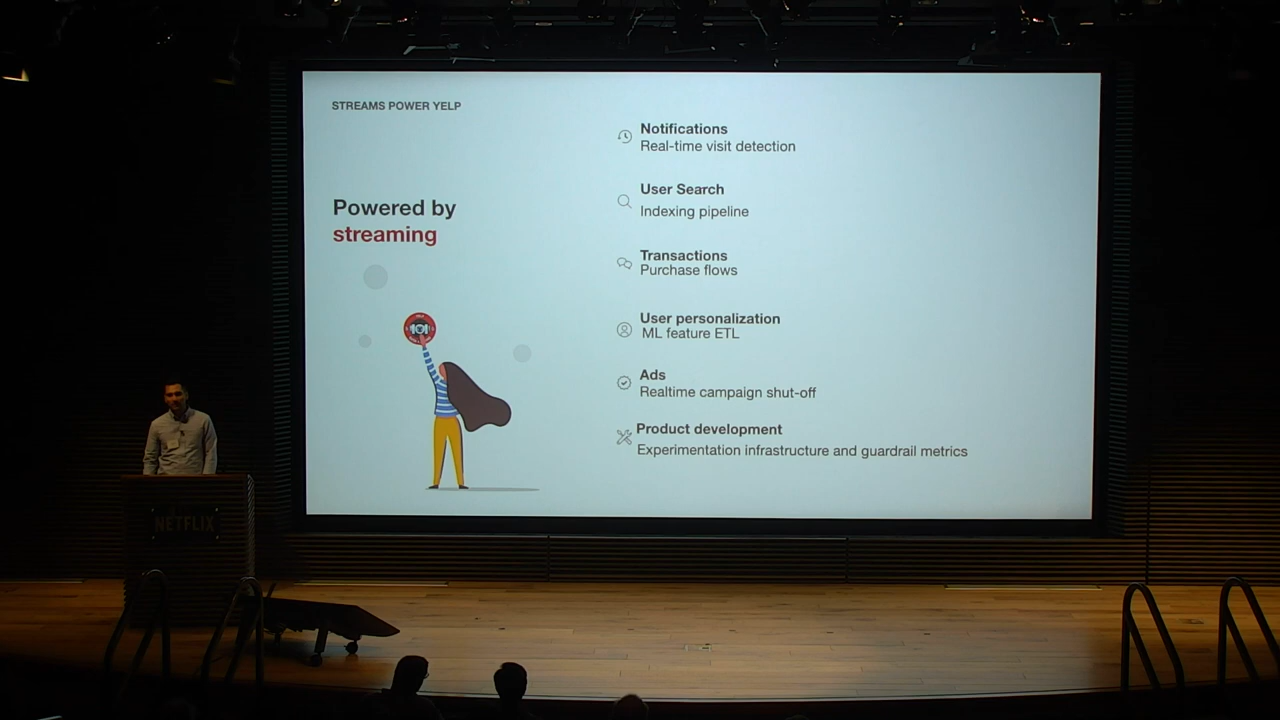 STREAMS POWER YELP
Powered by
streaming
Notifications
Real-time visit detection
User Search
Indexing pipeline
Transactions
Purchase flows
User personalization
ML feature ETL
Ads
Realtime campaign shut-off
Product development
Experimentation infrastructure and guardrail metrics
NETFLIX